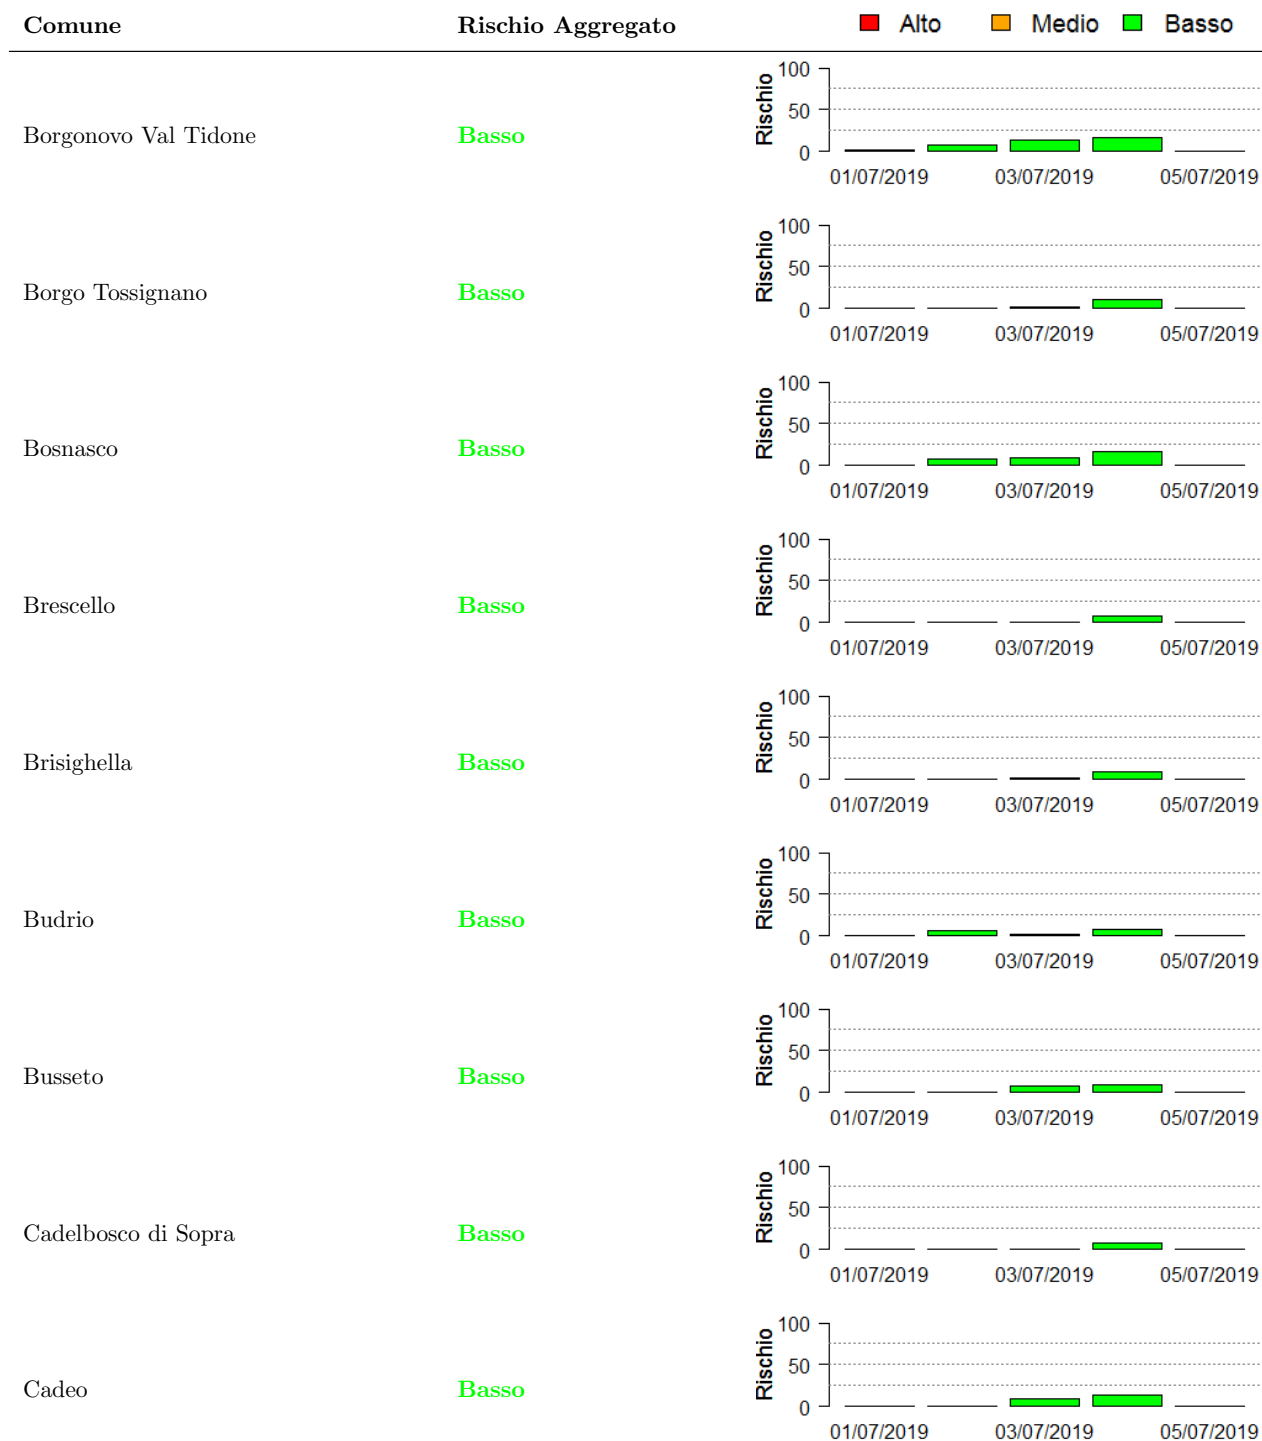 Comune Rischio Aggregato Alto Medio Basso
Borgonovo Val Tidone Basso
Rischio
100
50
0
01/07/2019 03/07/2019 05/07/2019
Borgo Tossignano Basso
Rischio
100
50
0
01/07/2019 03/07/2019 05/07/2019
Bosnasco Basso
Rischio
100
50
0
01/07/2019 03/07/2019 05/07/2019
Brescello Basso
Rischio
100
50
0
01/07/2019 03/07/2019 05/07/2019
Brisighella Basso
Rischio
100
50
0
01/07/2019 03/07/2019 05/07/2019
Budrio Basso
Rischio
100
50
0
01/07/2019 03/07/2019 05/07/2019
Busseto Basso
Rischio
100
50
0
01/07/2019 03/07/2019 05/07/2019
Cadelbosco di Sopra Basso
Rischio
100
50
0
01/07/2019 03/07/2019 05/07/2019
Cadeo Basso
Rischio
100
50
0
01/07/2019 03/07/2019 05/07/2019